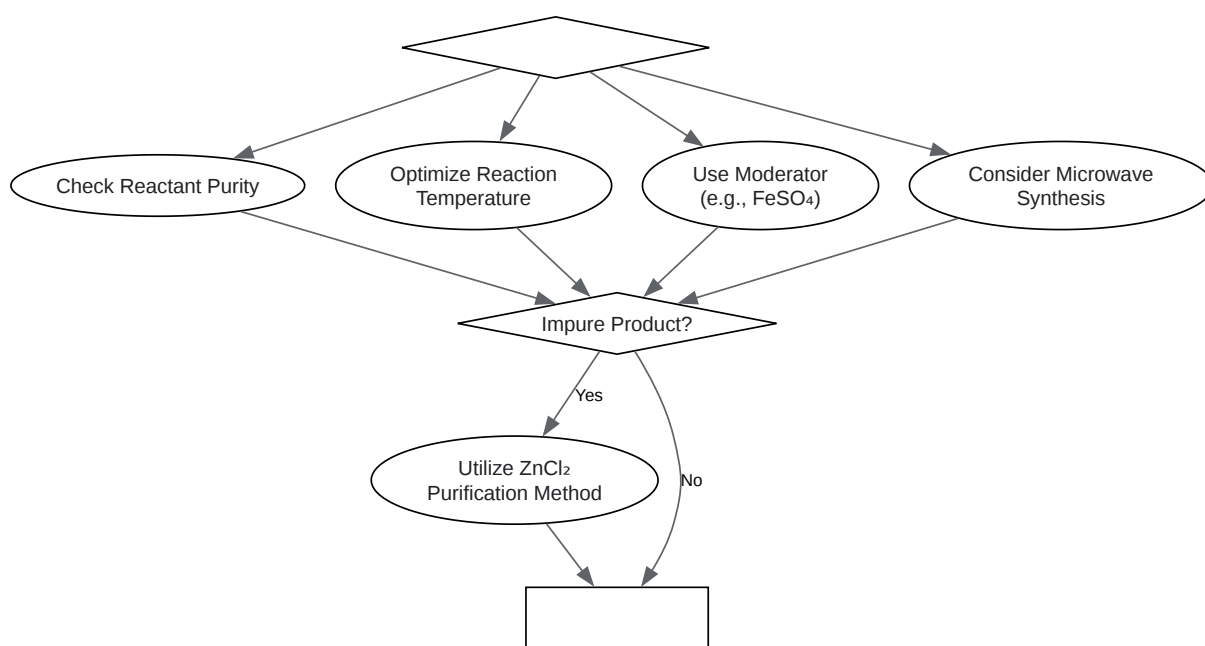 Check Reactant Purity
Optimize Reaction
Temperature
Use Moderator
(e.g., FeSO₄)
Consider Microwave
Synthesis
Impure Product?
Yes
Utilize ZnCl₂
Purification Method
No